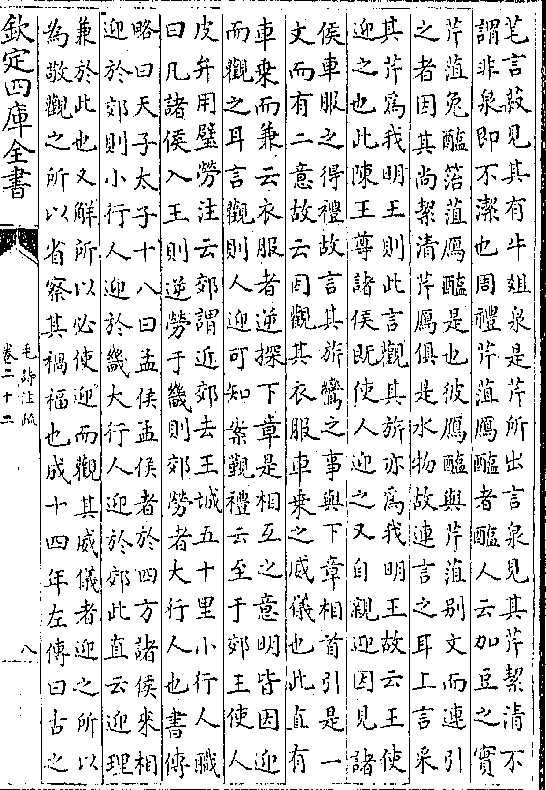 芼言菽見其有牛俎泉是芹所出言泉見其芹絜清不
謂非泉即不潔也周禮芹菹鴈醢者醢人云加豆之實
芹菹兔醢箈菹鴈醢是也彼鴈醢與芹菹别文而連引
之者因其尚絜清芹鴈俱是水物故連言之耳上言采
其芹為我明王則此言觀其旂亦為我明王故云王使
迎之也此陳王尊諸侯既使人迎之又自親迎因見諸
侯車服之得禮故言其旂鸞之事與下章相首引是一
文而有二意故云因觀其衣服車乗之威儀也此直有
車乗而兼云衣服者逆探下章是相互之意明皆因迎
而觀之耳言觀則人迎可知案覲禮云至于郊王使人
皮弁用璧勞注云郊謂近郊去王城五十里小行人職
曰凡諸侯入王則逆勞于畿則郊勞者大行人也書傳
略曰天子太子十八曰孟侯孟侯者於四方諸侯來相
迎於郊則小行人迎於畿大行人迎於郊此直云迎理
兼於此也又解所以必使迎而觀其威儀者迎之所以
為敬觀之所以省察其禍福也成十四年左傳曰古之
欽定四庫全書
毛詩注疏
卷二十二
八